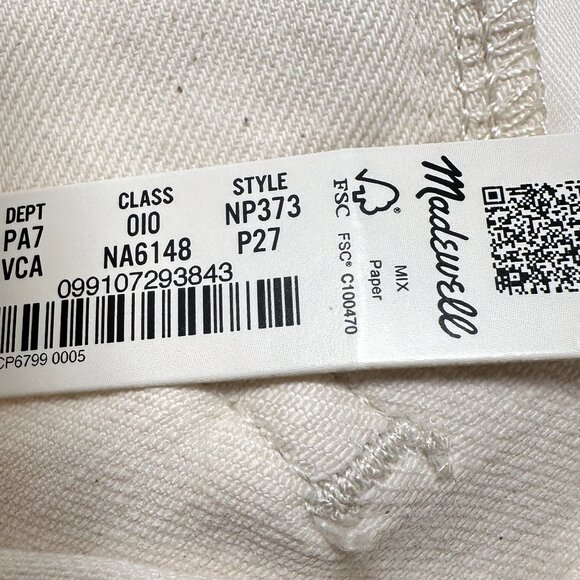 DEPT CLASS STYLE
PA7 010 NP373
VCA NA6148 P27
099107293843
CP6799 0005
FSC
FSC® C100470
MIX
Paper
Madewell